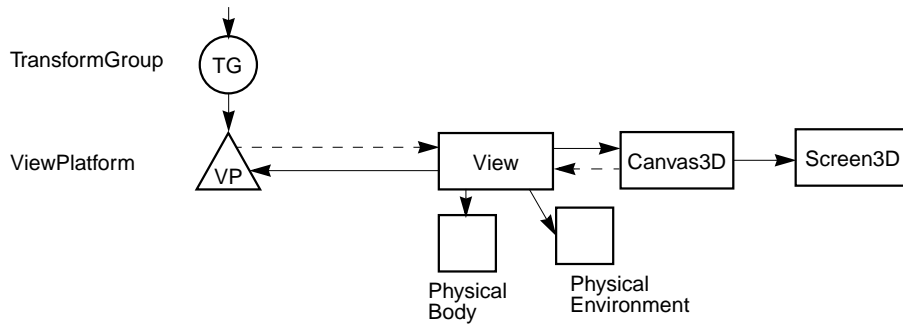 TransformGroup
TG
ViewPlatform
VP
View
Canvas3D
Screen3D
Physical
Body
Physical
Environment